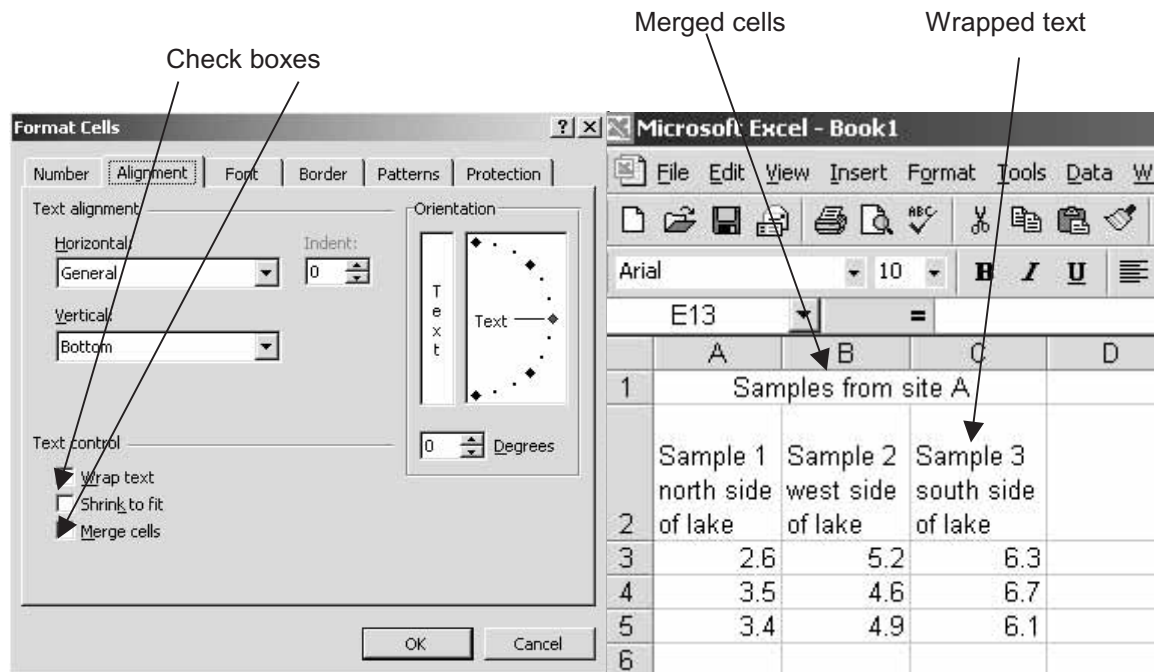 Merged cells
Wrapped text
Check boxes
Format Cells
Number Alignment Font Border Patterns Protection
Text alignment
Horizontal:
General
Indent:
0
Vertical:
Bottom
Orientation
Text
Text
0 Degrees
Text control
Wrap text
Shrink to fit
Merge cells
OK Cancel
Microsoft Excel - Book1
File Edit View Insert Format Tools Data W
ABC
Arial 10 B I U
E13 =
A B C D
1 Samples from site A
Sample 1 Sample 2 Sample 3
north side west side south side
2 of lake of lake of lake
3 2.6 5.2 6.3
4 3.5 4.6 6.7
5 3.4 4.9 6.1
6